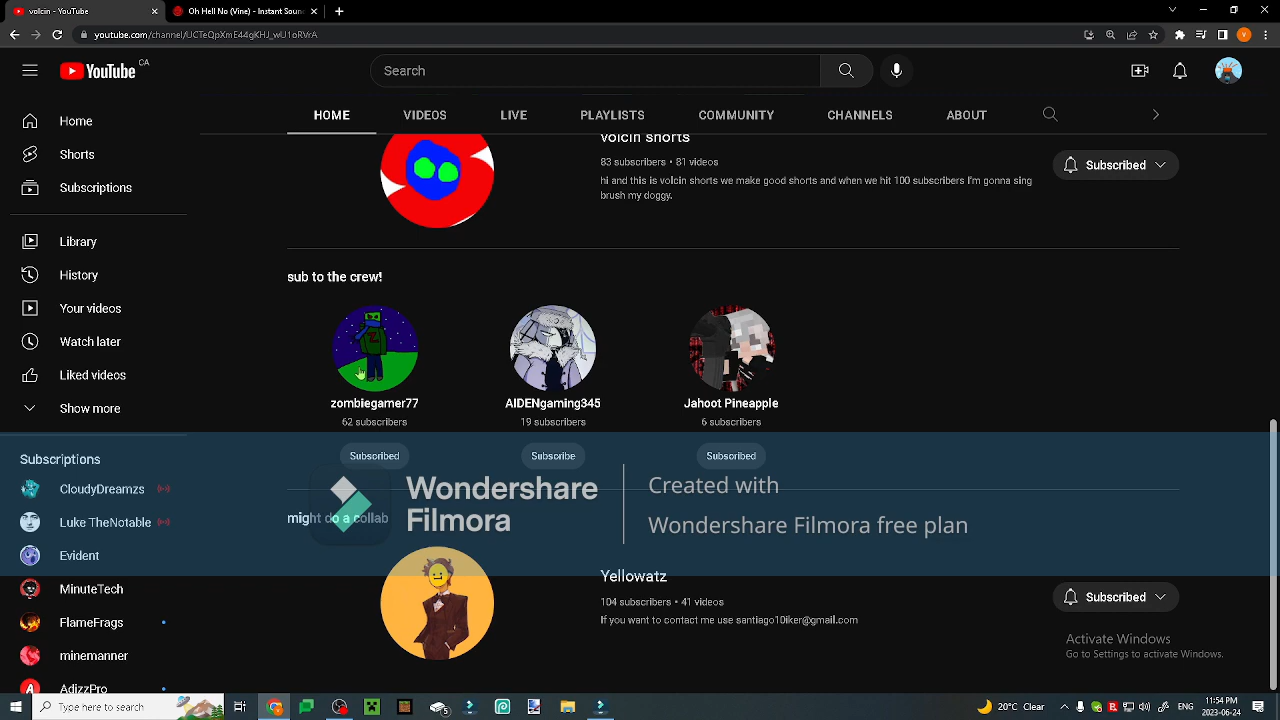 volcin - YouTube
Oh Hell No (Vine) - Instant Soun
youtube.com/channel/UCTeQpXmE44gKHJ_wU1oRVrA
YouTube CA
Search
HOME VIDEOS LIVE PLAYLISTS COMMUNITY CHANNELS ABOUT
Home
Shorts
Subscriptions
Library
History
Your videos
Watch later
Liked videos
Show more
Subscriptions
CloudyDreamzs
Luke TheNotable
Evident
MinuteTech
FlameFrags
minemanner
AdizzPro
volcin shorts
83 subscribers • 81 videos
hi and this is volcin shorts we make good shorts and when we hit 100 subscribers I'm gonna sing
brush my doggy.
Subscribed
sub to the crew!
zombiegamer77
62 subscribers
Subscribed
AIDENgaming345
19 subscribers
Subscribe
Jahoot Pineapple
6 subscribers
Subscribed
Wondershare
Filmora
Created with
Wondershare Filmora free plan
might do a collab
Yellowatz
104 subscribers • 41 videos
If you want to contact me use santiago10iker@gmail.com
Subscribed
Activate Windows
Go to Settings to activate Windows.
Type here to search
20°C Clear
11:54 PM
2023-06-21